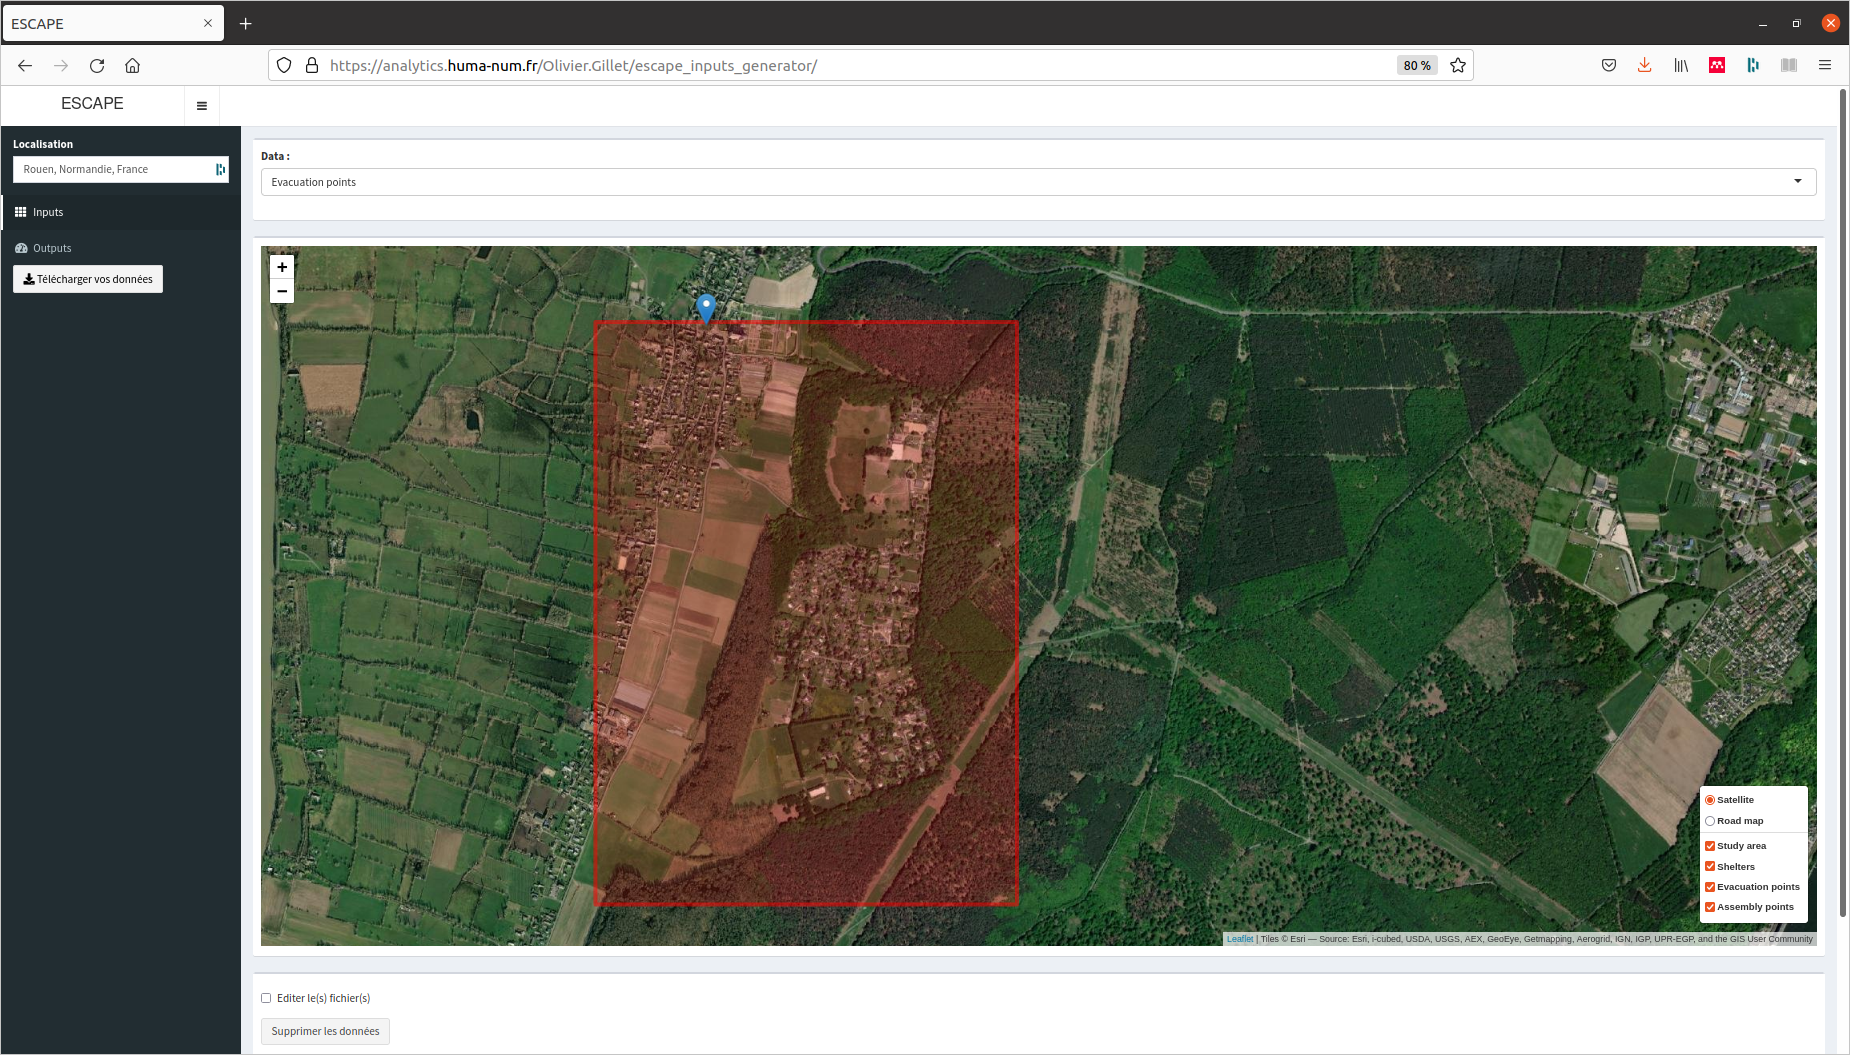 ESCAPE
https://analytics.huma-num.fr/Olivier.Gillet/escape_inputs_generator/
80 %
ESCAPE
Localisation
Rouen, Normandie, France
Inputs
Outputs
Télécharger vos données
Data :
Evacuation points
+
−
Satellite
Road map
Study area
Shelters
Evacuation points
Assembly points
Leaflet | Tiles © Esri — Source: Esri, i-cubed, USDA, USGS, AEX, GeoEye, Getmapping, Aerogrid, IGN, IGP, UPR-EGP, and the GIS User Community
Editer le(s) fichier(s)
Supprimer les données